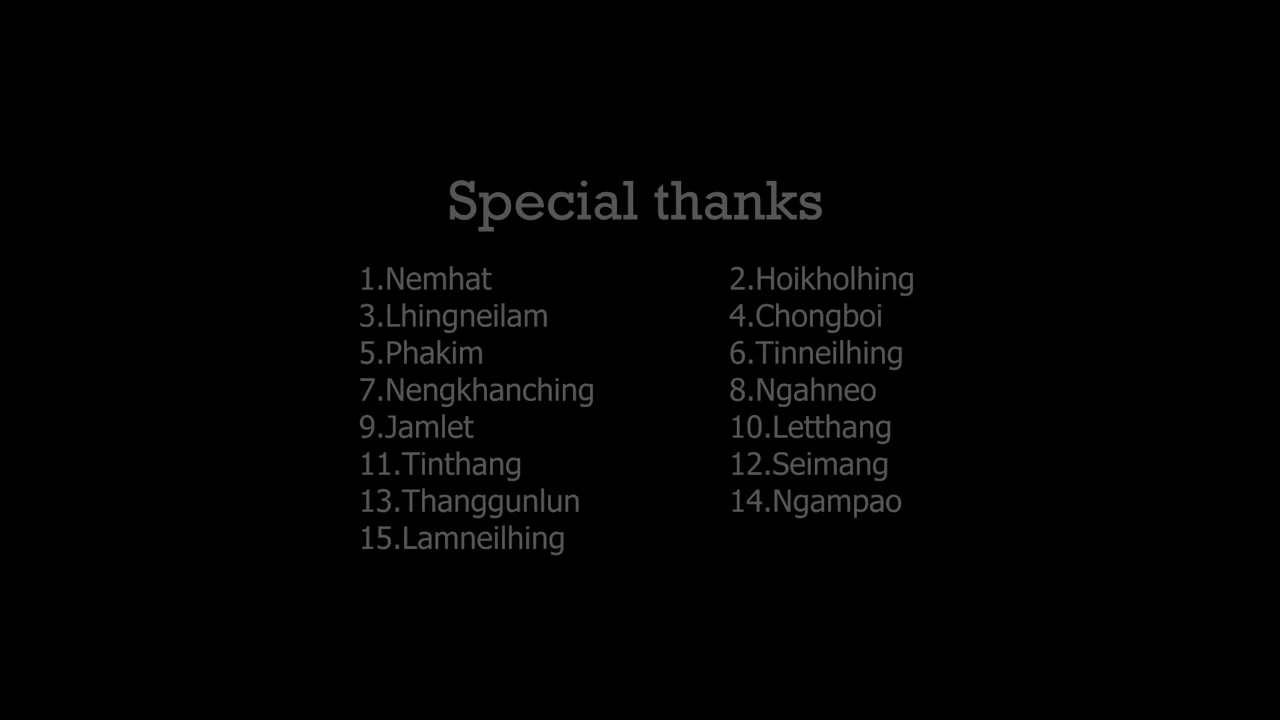 Special thanks
1.Nemhat 2.Hoikholhing
3.Lhingneilam 4.Chongboi
5.Phakim 6.Tinneilhing
7.Nengkhanching 8.Ngahneo
9.Jamlet 10.Letthang
11.Tinthang 12.Seimang
13.Thanggunlun 14.Ngampao
15.Lamneilhing